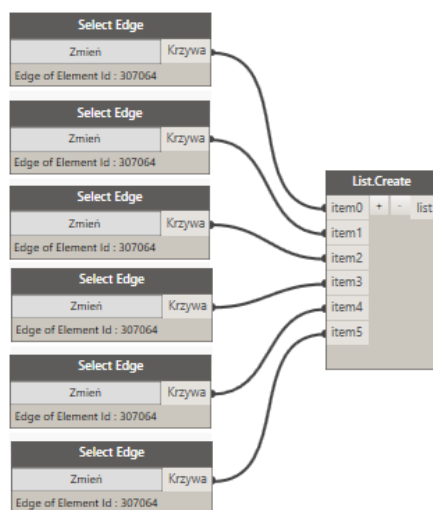 Select Edge
Zmień Krzywa
Edge of Element Id : 307064
Select Edge
Zmień Krzywa
Edge of Element Id : 307064
Select Edge
Zmień Krzywa
Edge of Element Id : 307064
Select Edge
Zmień Krzywa
Edge of Element Id : 307064
Select Edge
Zmień Krzywa
Edge of Element Id : 307064
Select Edge
Zmień Krzywa
Edge of Element Id : 307064
List.Create
item0 + - list
item1
item2
item3
item4
item5